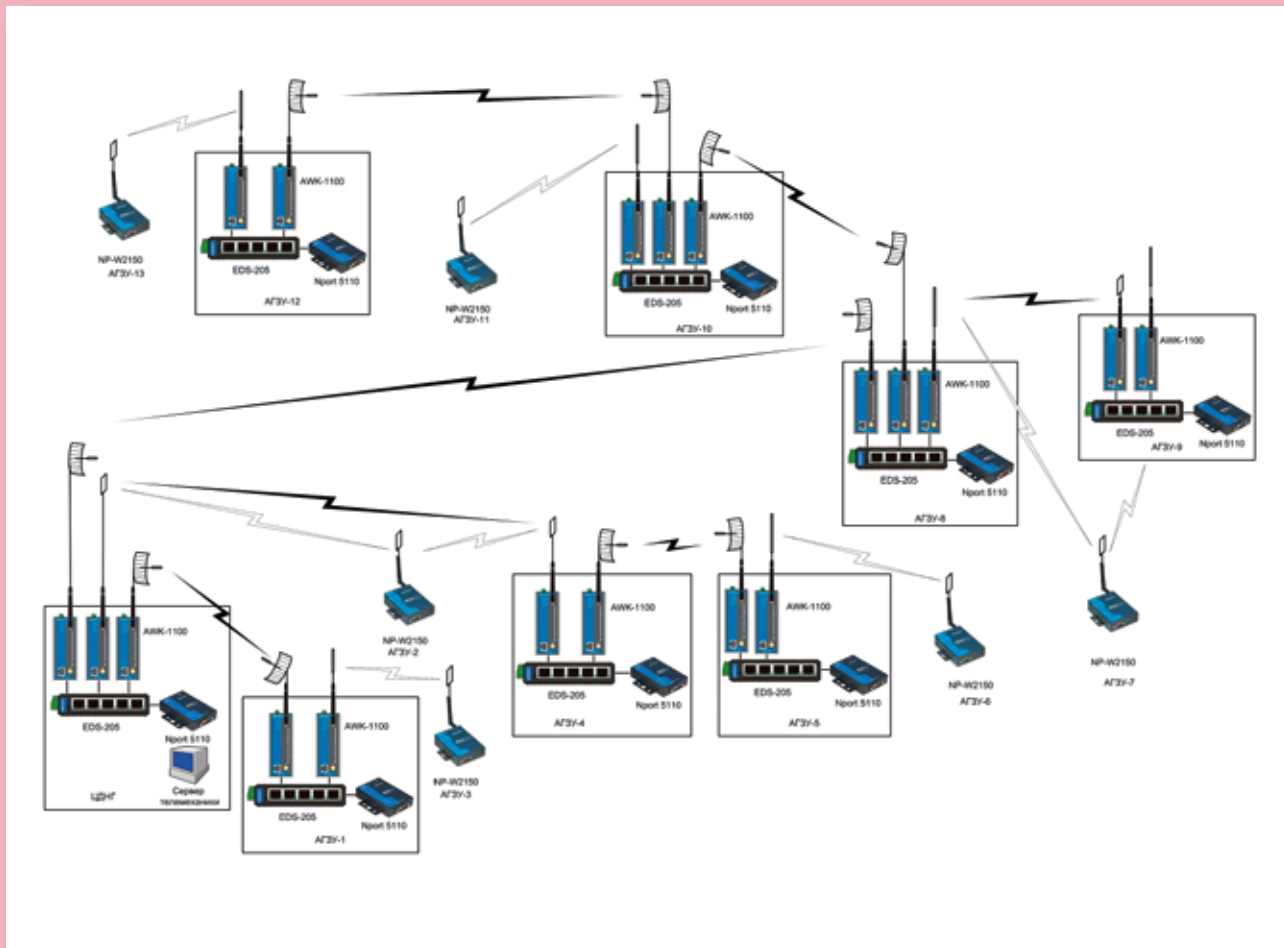 AWK-1100
NP-W2150
АГЗУ-13
EDS-205
Nport 5110
АГЗУ-12
NP-W2150
АГЗУ-11
AWK-1100
EDS-205
Nport 5110
АГЗУ-10
AWK-1100
EDS-205
Nport 5110
АГЗУ-8
AWK-1100
EDS-205
АГЗУ-9
Nport 5110
NP-W2150
АГЗУ-7
AWK-1100
EDS-205
Nport 5110
Сервер
телемеханики
ЦДНГ
NP-W2150
АГЗУ-2
AWK-1100
EDS-205
Nport 5110
АГЗУ-4
AWK-1100
EDS-205
Nport 5110
АГЗУ-5
NP-W2150
АГЗУ-6
AWK-1100
EDS-205
Nport 5110
АГЗУ-1
NP-W2150
АГЗУ-3